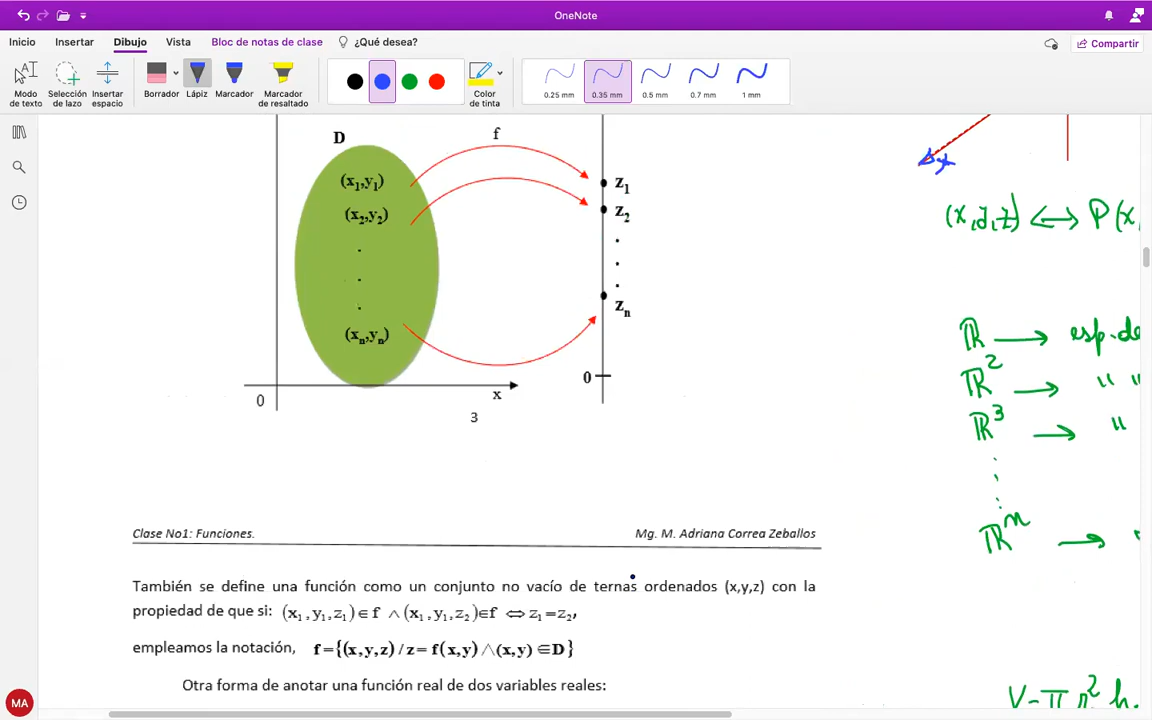 OneNote
Inicio Insertar Dibujo Vista Bloc de notas de clase ¿Qué desea? Compartir
Modo de texto
Selección de lazo
Insertar espacio
Borrador
Lápiz
Marcador
Marcador de resaltado
Color de tinta
0.25 mm 0.35 mm 0.5 mm 0.7 mm 1 mm
D f
(x₁,y₁) z₁
(x₂,y₂) z₂
. .
. .
. .
(xₙ,yₙ) zₙ
0 x 0
3
(x,y,z) ⟷ P(x,
ℝ ⟶ esp.de
ℝ² ⟶ " "
ℝ³ ⟶ "
ℝⁿ ⟶ "
Clase No1: Funciones. Mg. M. Adriana Correa Zeballos
También se define una función como un conjunto no vacío de ternas ordenados (x,y,z) con la
propiedad de que si: (x₁,y₁,z₁)∈f ∧(x₁,y₁,z₂)∈f ⇔z₁=z₂,
empleamos la notación, f={(x,y,z)/z=f(x,y)∧(x,y)∈D}
Otra forma de anotar una función real de dos variables reales:
V=π r² h.
MA